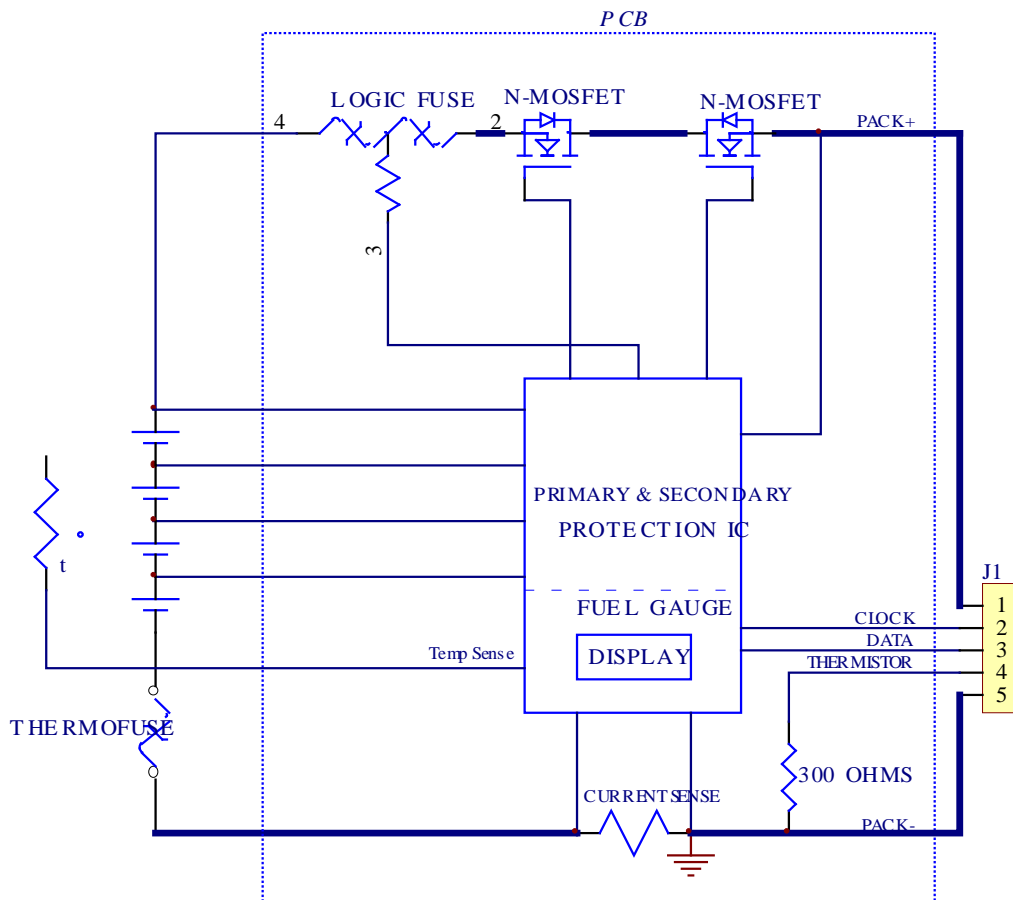 PCB
LOGIC FUSE
N-MOSFET
N-MOSFET
4
2
PACK+
3
PRIMARY & SECONDARY
PROTECTION IC
t °
J1
FUEL GAUGE
1
CLOCK
2
DATA
3
Temp Sense
DISPLAY
THERMISTOR
4
5
THERMOFUSE
300 OHMS
CURRENT SENSE
PACK-